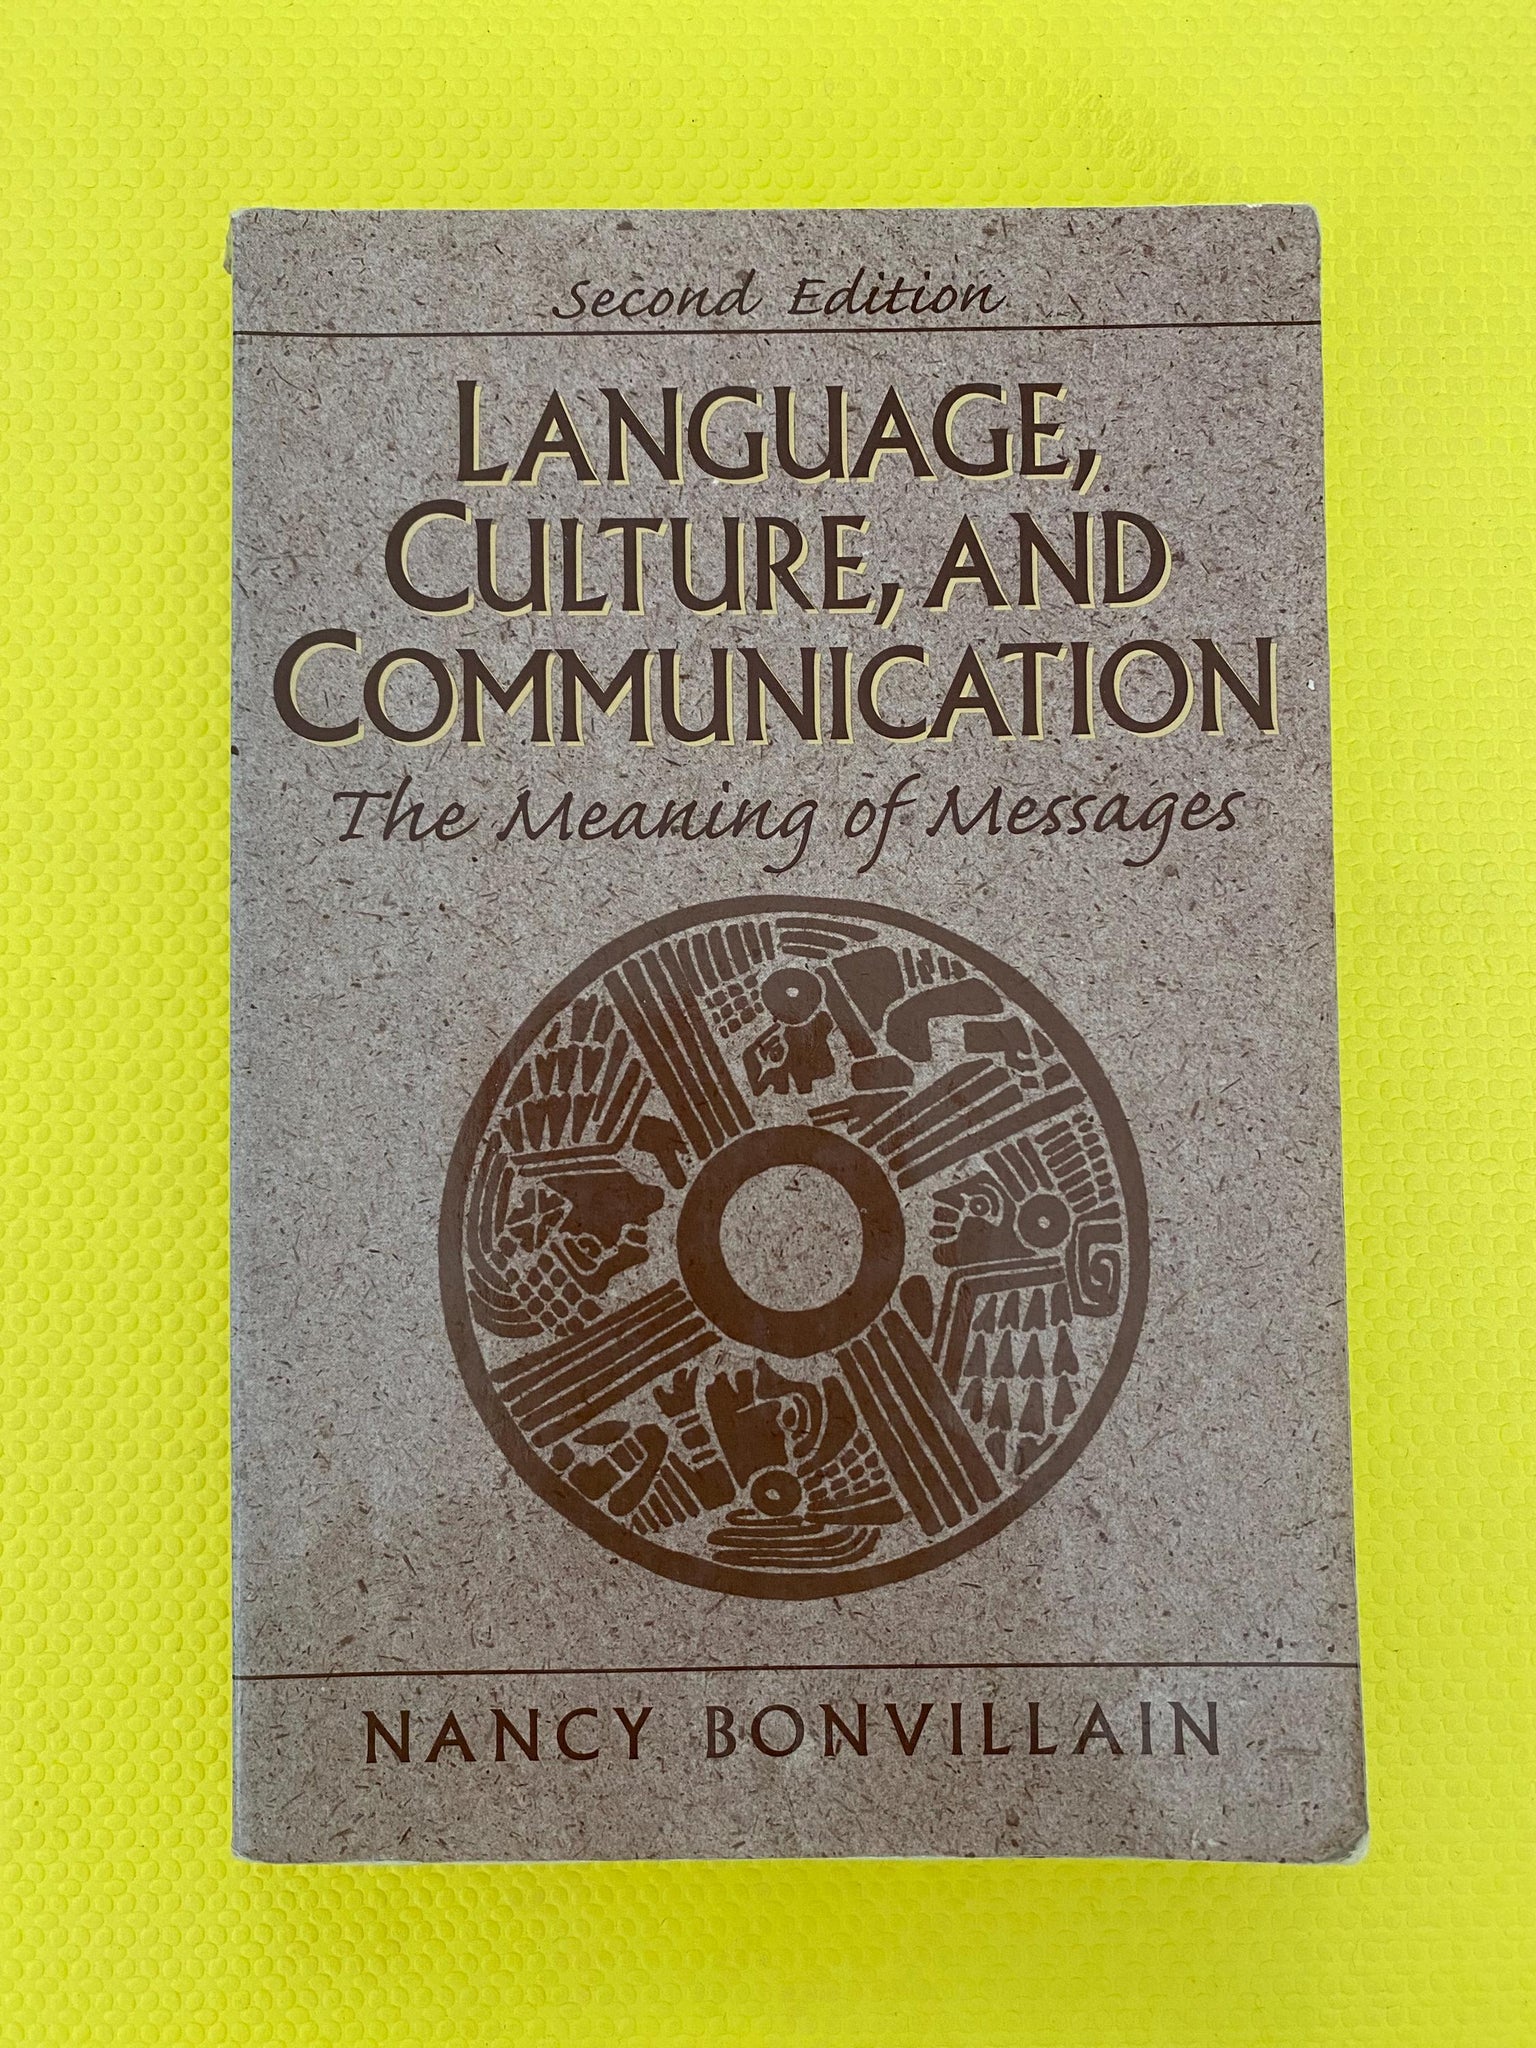 Second Edition
LANGUAGE,
CULTURE, AND
COMMUNICATION
The Meaning of Messages
NANCY BONVILLAIN